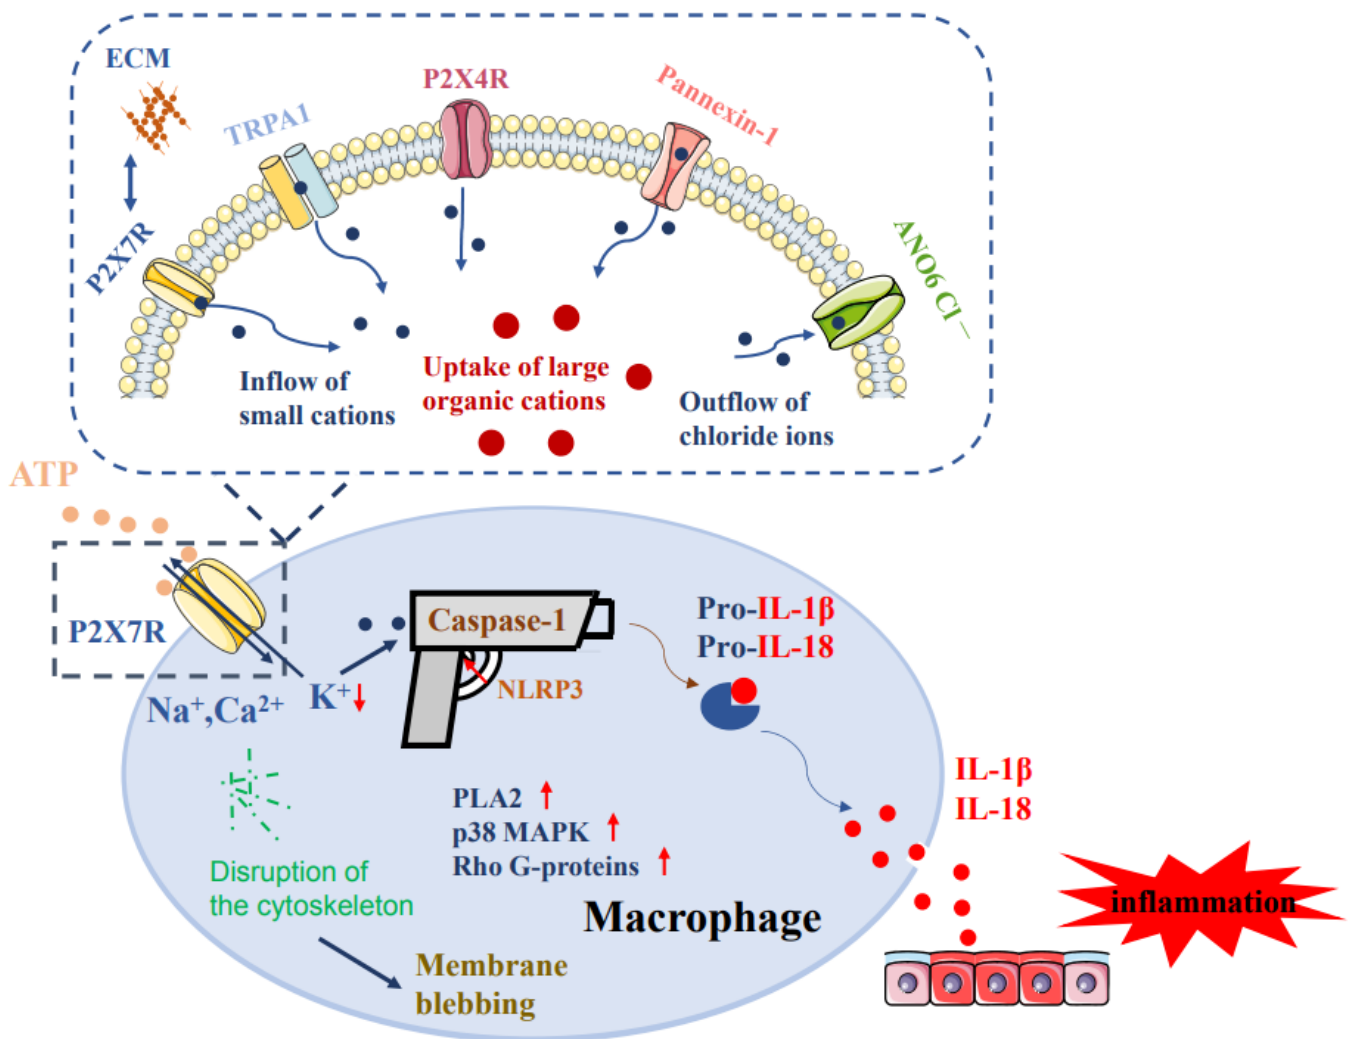 ECM
TRPA1
P2X4R
Pannexin-1
P2X7R
ANO6 Cl—
Inflow of
small cations
Uptake of large
organic cations
Outflow of
chloride ions
ATP
P2X7R
Na⁺,Ca²⁺
K⁺
Caspase-1
NLRP3
Pro-IL-1β
Pro-IL-18
PLA2
p38 MAPK
Rho G-proteins
IL-1β
IL-18
Disruption of
the cytoskeleton
Macrophage
inflammation
Membrane
blebbing